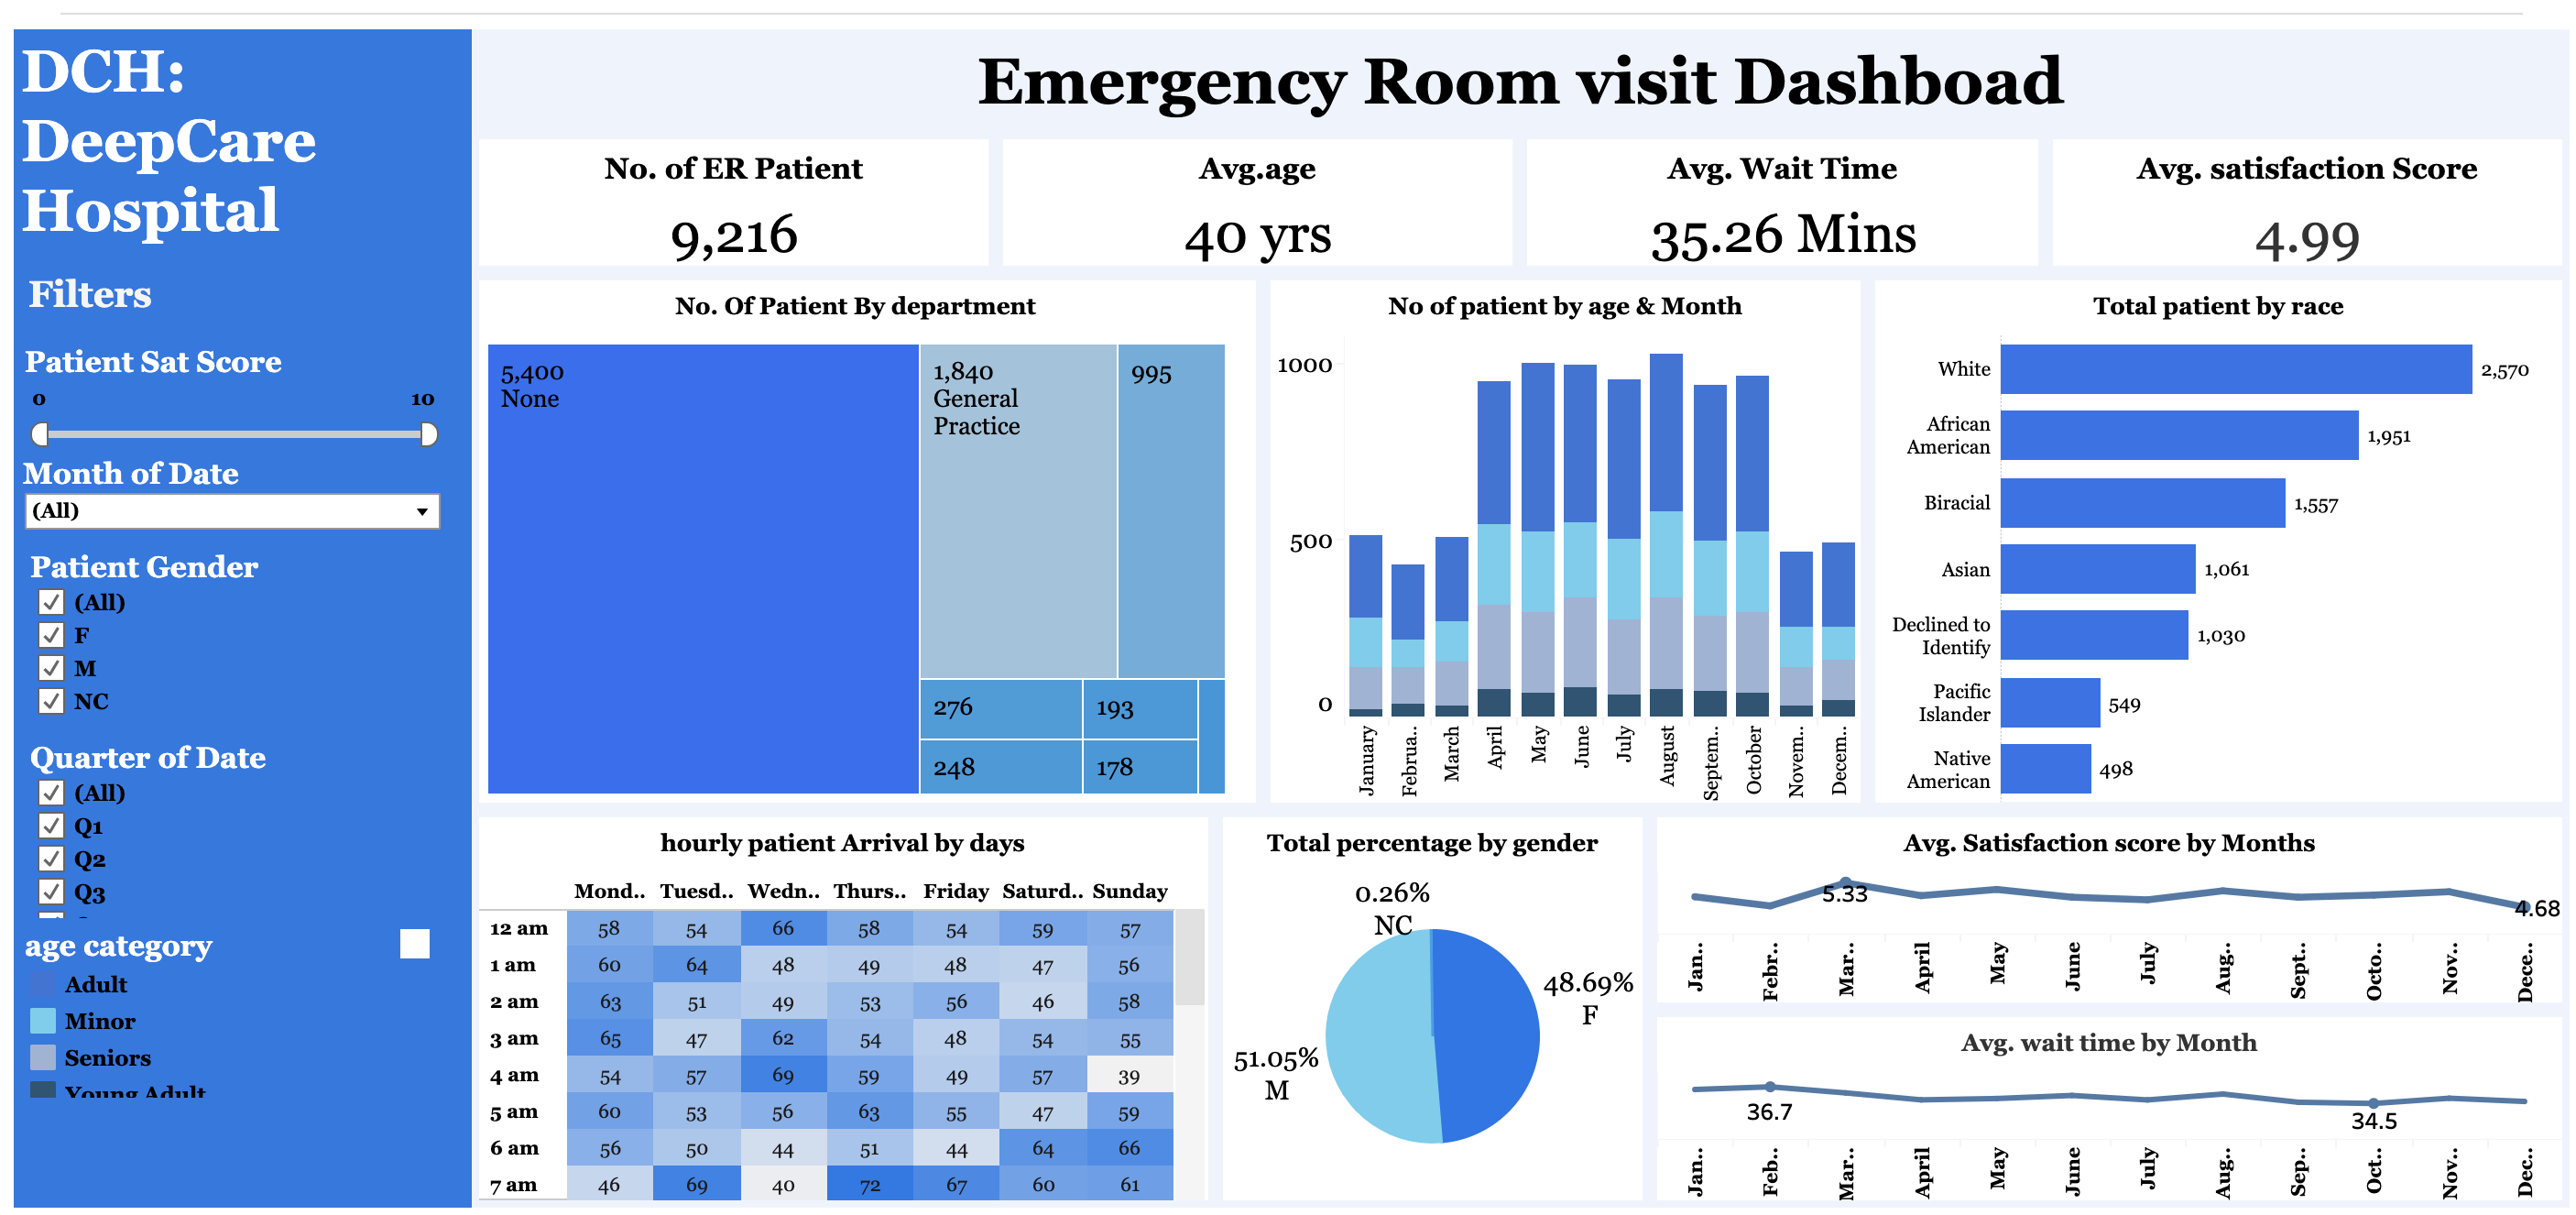 DCH:
DeepCare
Hospital
Filters
Patient Sat Score
0 10
Month of Date
(All)
Patient Gender
(All)
F
M
NC
Quarter of Date
(All)
Q1
Q2
Q3
age category
Adult
Minor
Seniors
Young Adult
Emergency Room visit Dashboad
No. of ER Patient
9,216
Avg.age
40 yrs
Avg. Wait Time
35.26 Mins
Avg. satisfaction Score
4.99
No. Of Patient By department
5,400
None
1,840
General
Practice
995
276
193
248
178
No of patient by age & Month
1000
500
0
January
Februa..
March
April
May
June
July
August
Septem..
October
Novem..
Decem..
Total patient by race
White 2,570
African
American 1,951
Biracial 1,557
Asian 1,061
Declined to
Identify 1,030
Pacific
Islander 549
Native
American 498
hourly patient Arrival by days
Mond.. Tuesd.. Wedn.. Thurs.. Friday Saturd.. Sunday
12 am 58 54 66 58 54 59 57
1 am 60 64 48 49 48 47 56
2 am 63 51 49 53 56 46 58
3 am 65 47 62 54 48 54 55
4 am 54 57 69 59 49 57 39
5 am 60 53 56 63 55 47 59
6 am 56 50 44 51 44 64 66
7 am 46 69 40 72 67 60 61
Total percentage by gender
0.26%
NC
48.69%
F
51.05%
M
Avg. Satisfaction score by Months
5.33
4.68
Jan..
Febr..
Mar..
April
May
June
July
Aug..
Sept..
Octo..
Nov..
Dece..
Avg. wait time by Month
36.7
34.5
Jan..
Feb..
Mar..
April
May
June
July
Aug..
Sep..
Oct..
Nov..
Dec..